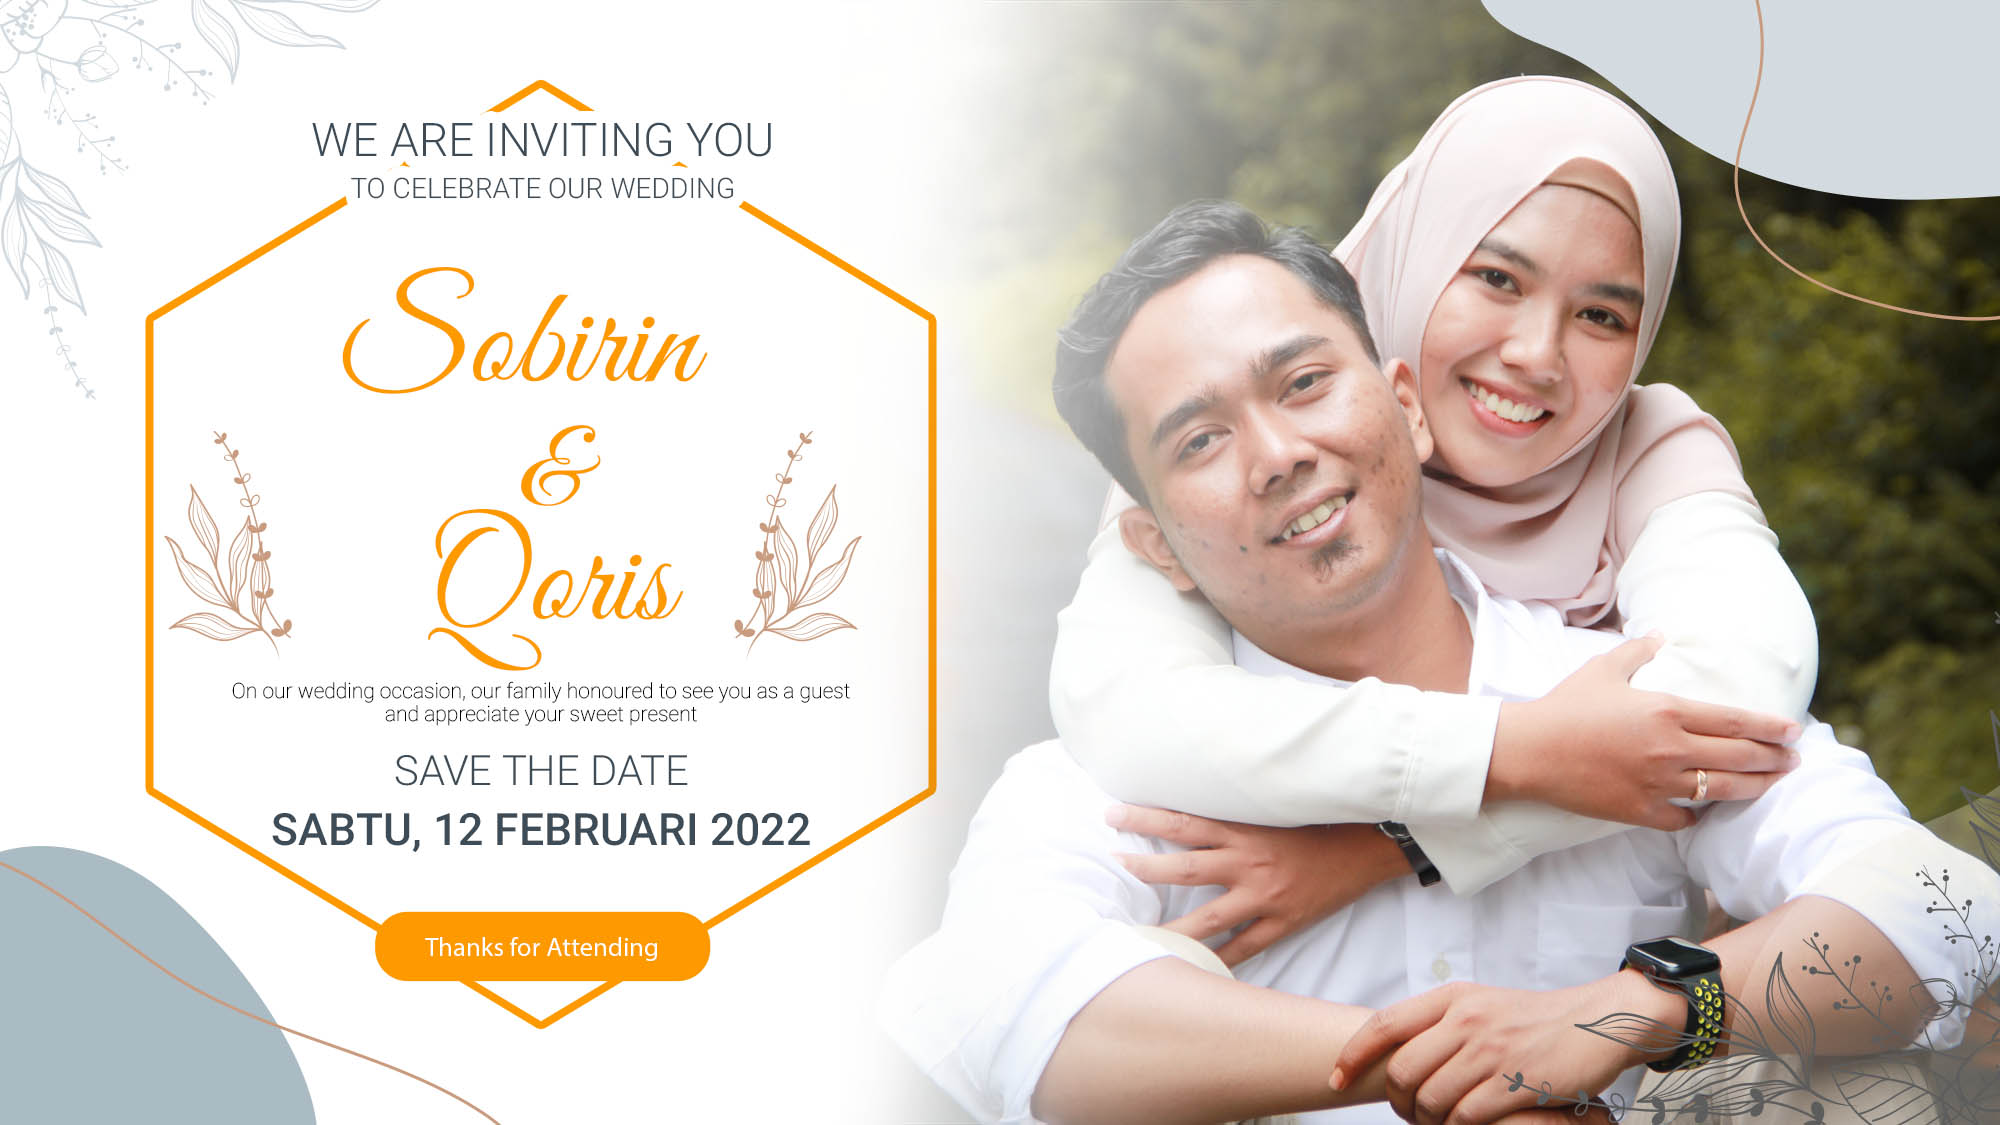 WE ARE INVITING YOU
TO CELEBRATE OUR WEDDING
Sobirin
&
Qoris
On our wedding occasion, our family honoured to see you as a guest
and appreciate your sweet present
SAVE THE DATE
SABTU, 12 FEBRUARI 2022
Thanks for Attending